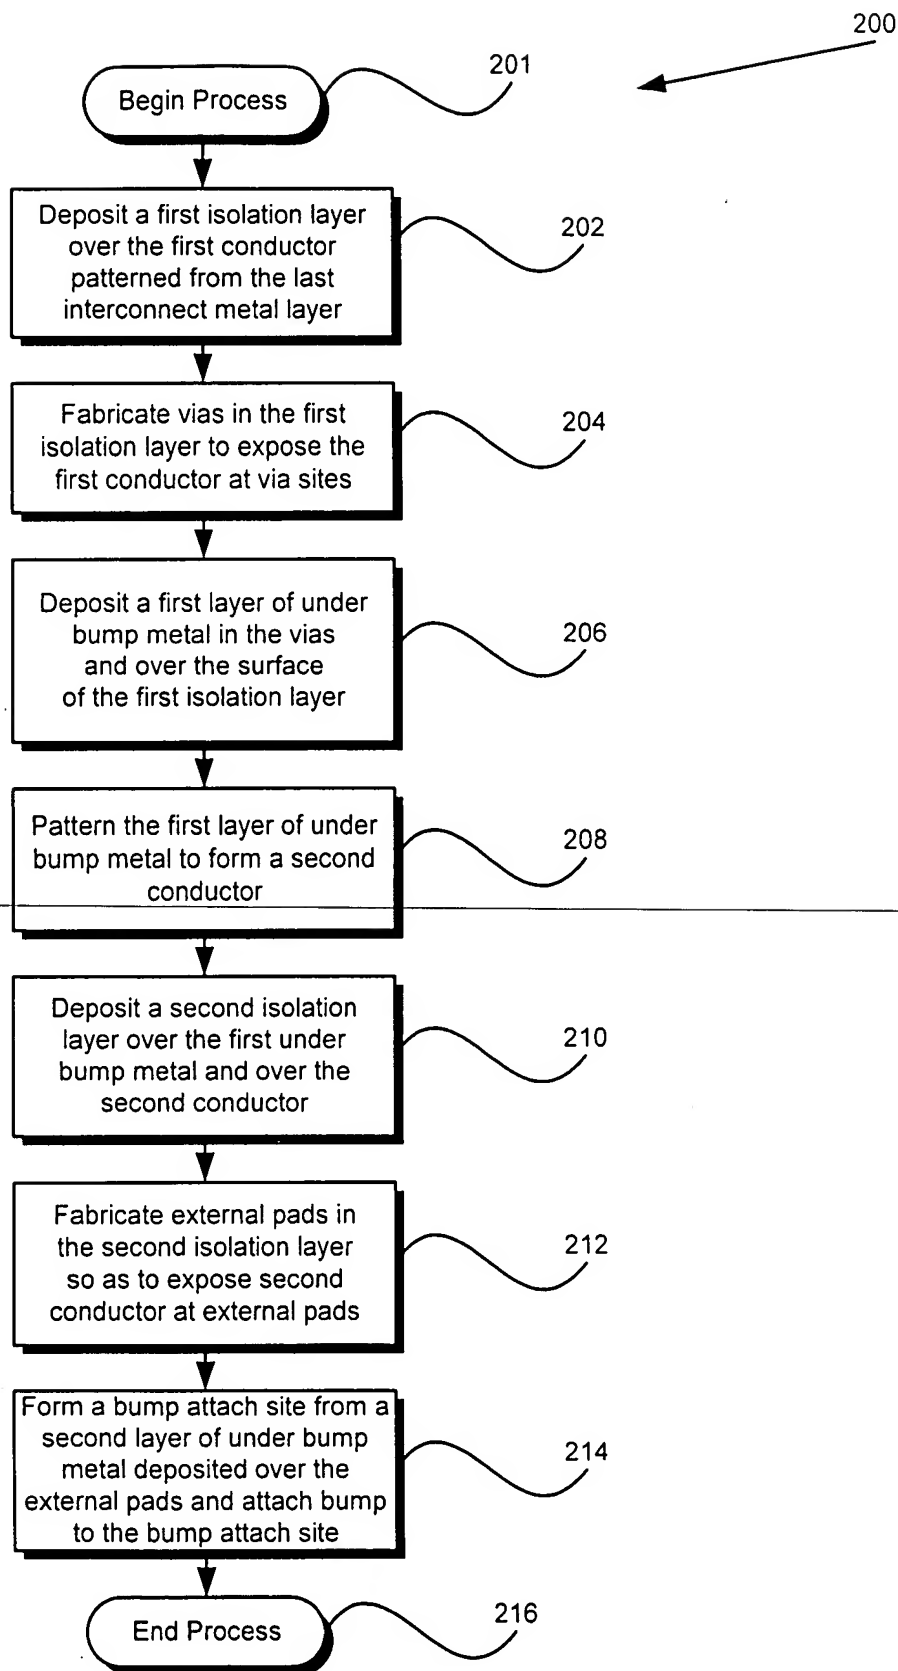 200
Begin Process
201
Deposit a first isolation layer
over the first conductor
patterned from the last
interconnect metal layer
202
Fabricate vias in the first
isolation layer to expose the
first conductor at via sites
204
Deposit a first layer of under
bump metal in the vias
and over the surface
of the first isolation layer
206
Pattern the first layer of under
bump metal to form a second
conductor
208
Deposit a second isolation
layer over the first under
bump metal and over the
second conductor
210
Fabricate external pads in
the second isolation layer
so as to expose second
conductor at external pads
212
Form a bump attach site from a
second layer of under bump
metal deposited over the
external pads and attach bump
to the bump attach site
214
End Process
216